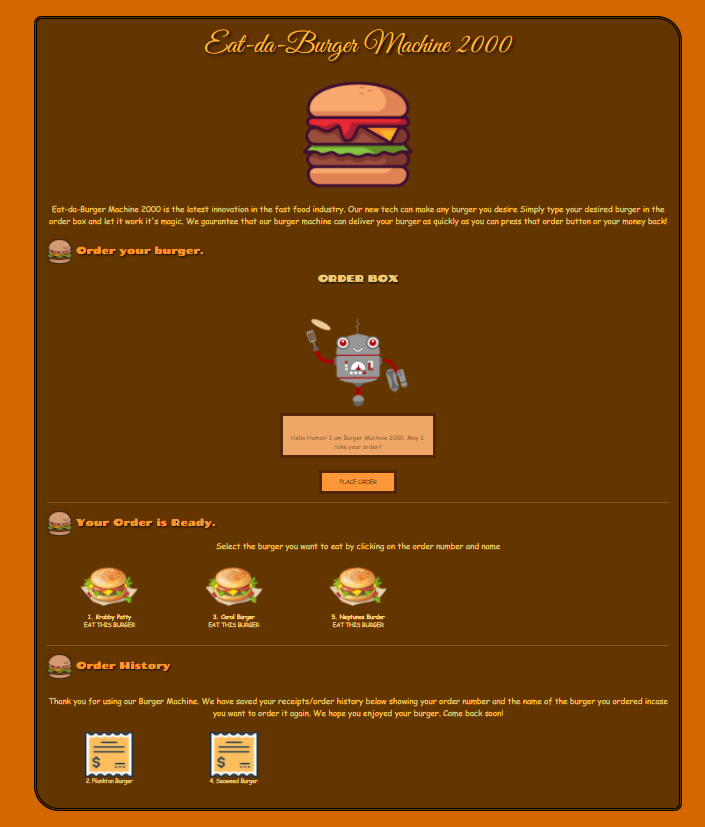 Eat-da-Burger Machine 2000
Eat-da-Burger Machine 2000 is the latest innovation in the fast food industry. Our new tech can make any burger you desire Simply type your desired burger in the
order box and let it work it's magic. We gaurantee that our burger machine can deliver your burger as quickly as you can press that order button or your money back!
Order your burger.
ORDER BOX
Hello Human! I am Burger Machine 2000. May I
take your order?
PLACE ORDER
Your Order is Ready.
Select the burger you want to eat by clicking on the order number and name
1. Krabby Patty
EAT THIS BURGER
3. Coral Burger
EAT THIS BURGER
5. Neptunes Burder
EAT THIS BURGER
Order History
Thank you for using our Burger Machine. We have saved your receipts/order history below showing your order number and the name of the burger you ordered incase
you want to order it again. We hope you enjoyed your burger. Come back soon!
$
2. Plankton Burger
$
4. Seaweed Burger